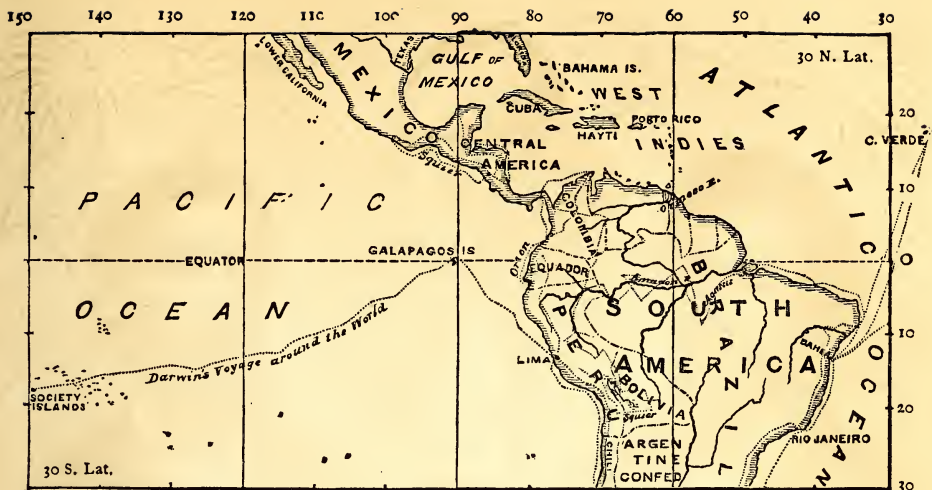 150 140 130 120 110 100 90 80 70 60 50 40 30
30 N. Lat.
LOWER CALIFORNIA
MEXICO
TEXAS
GULF OF
MEXICO
FLORIDA
BAHAMA IS.
WEST
INDIES
CUBA
HAYTI
PORTO RICO
ATLANTIC
OCEAN
20
C. VERDE
CENTRAL
AMERICA
Squier
10
PACIFIC
OCEAN
COLOMBIA
Orinoco R.
Orton
EQUATOR
GALAPAGOS IS
0
EQUADOR
Amazon
BRAZIL
SOUTH
AMERICA
PERU
Darwin's Voyage around the World
LIMA
10
BAHIA
SOCIETY
ISLANDS
BOLIVIA
Squier
20
RIO JANEIRO
CHILI
ARGEN
TINE
CONFED
30 S. Lat.
30